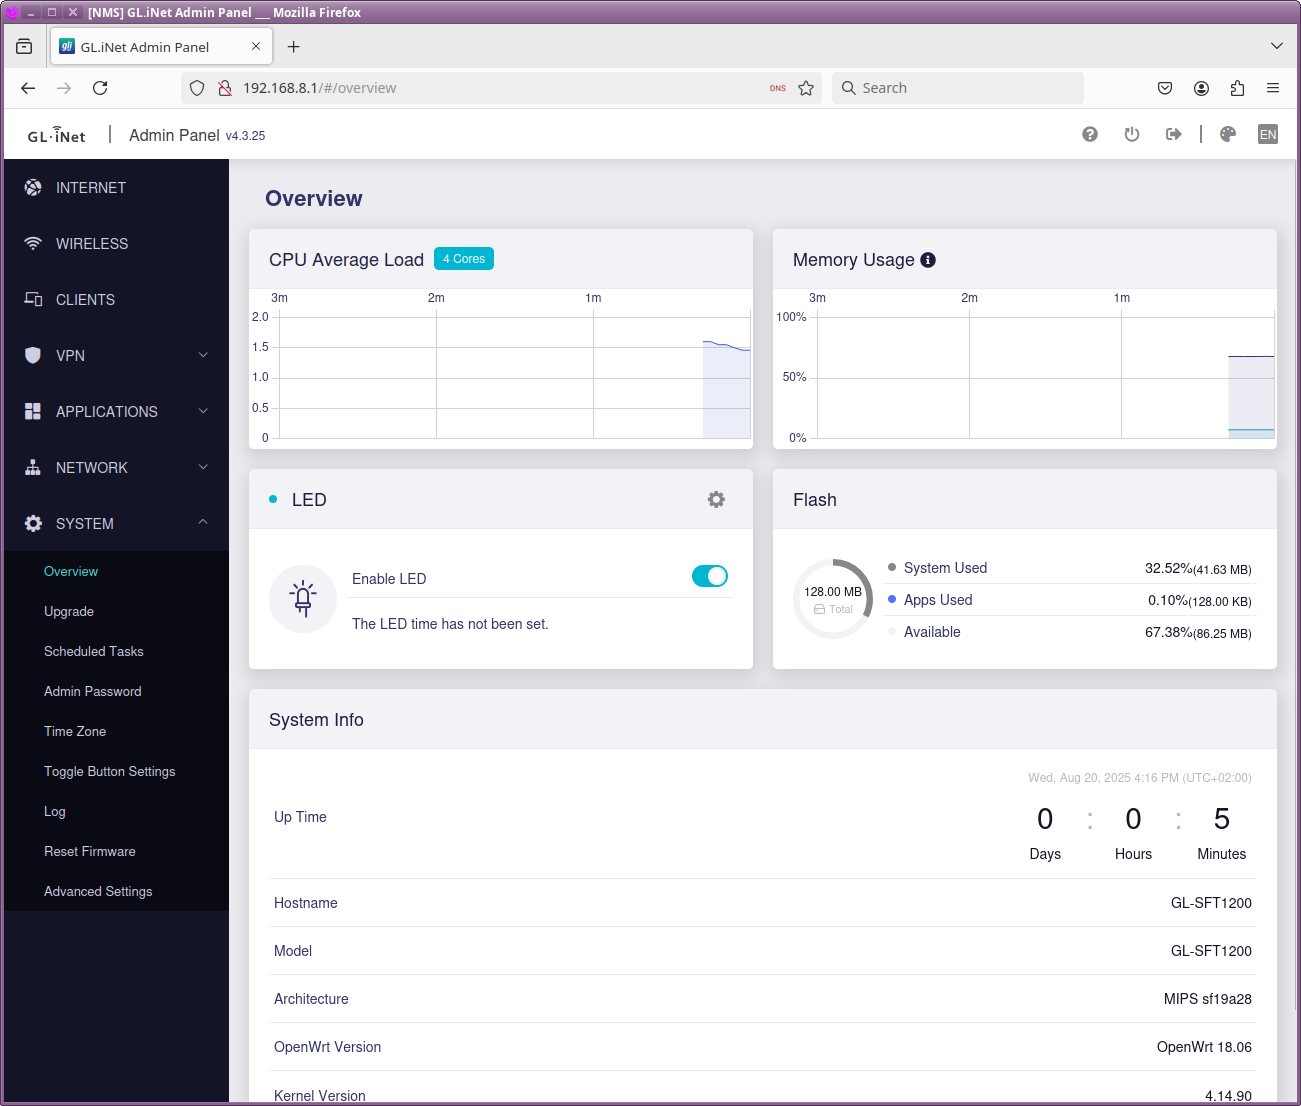 [NMS] GL.iNet Admin Panel ___ Mozilla Firefox
gli GL.iNet Admin Panel
192.168.8.1/#/overview DNS Search
GL·iNet Admin Panel v4.3.25 EN
INTERNET
WIRELESS
CLIENTS
VPN
APPLICATIONS
NETWORK
SYSTEM
Overview
Upgrade
Scheduled Tasks
Admin Password
Time Zone
Toggle Button Settings
Log
Reset Firmware
Advanced Settings
Overview
CPU Average Load 4 Cores
3m 2m 1m
2.0
1.5
1.0
0.5
0
Memory Usage
3m 2m 1m
100%
50%
0%
LED
Enable LED
The LED time has not been set.
Flash
128.00 MB
Total
System Used 32.52%(41.63 MB)
Apps Used 0.10%(128.00 KB)
Available 67.38%(86.25 MB)
System Info
Wed, Aug 20, 2025 4:16 PM (UTC+02:00)
Up Time 0 : 0 : 5
Days Hours Minutes
Hostname GL-SFT1200
Model GL-SFT1200
Architecture MIPS sf19a28
OpenWrt Version OpenWrt 18.06
Kernel Version 4.14.90